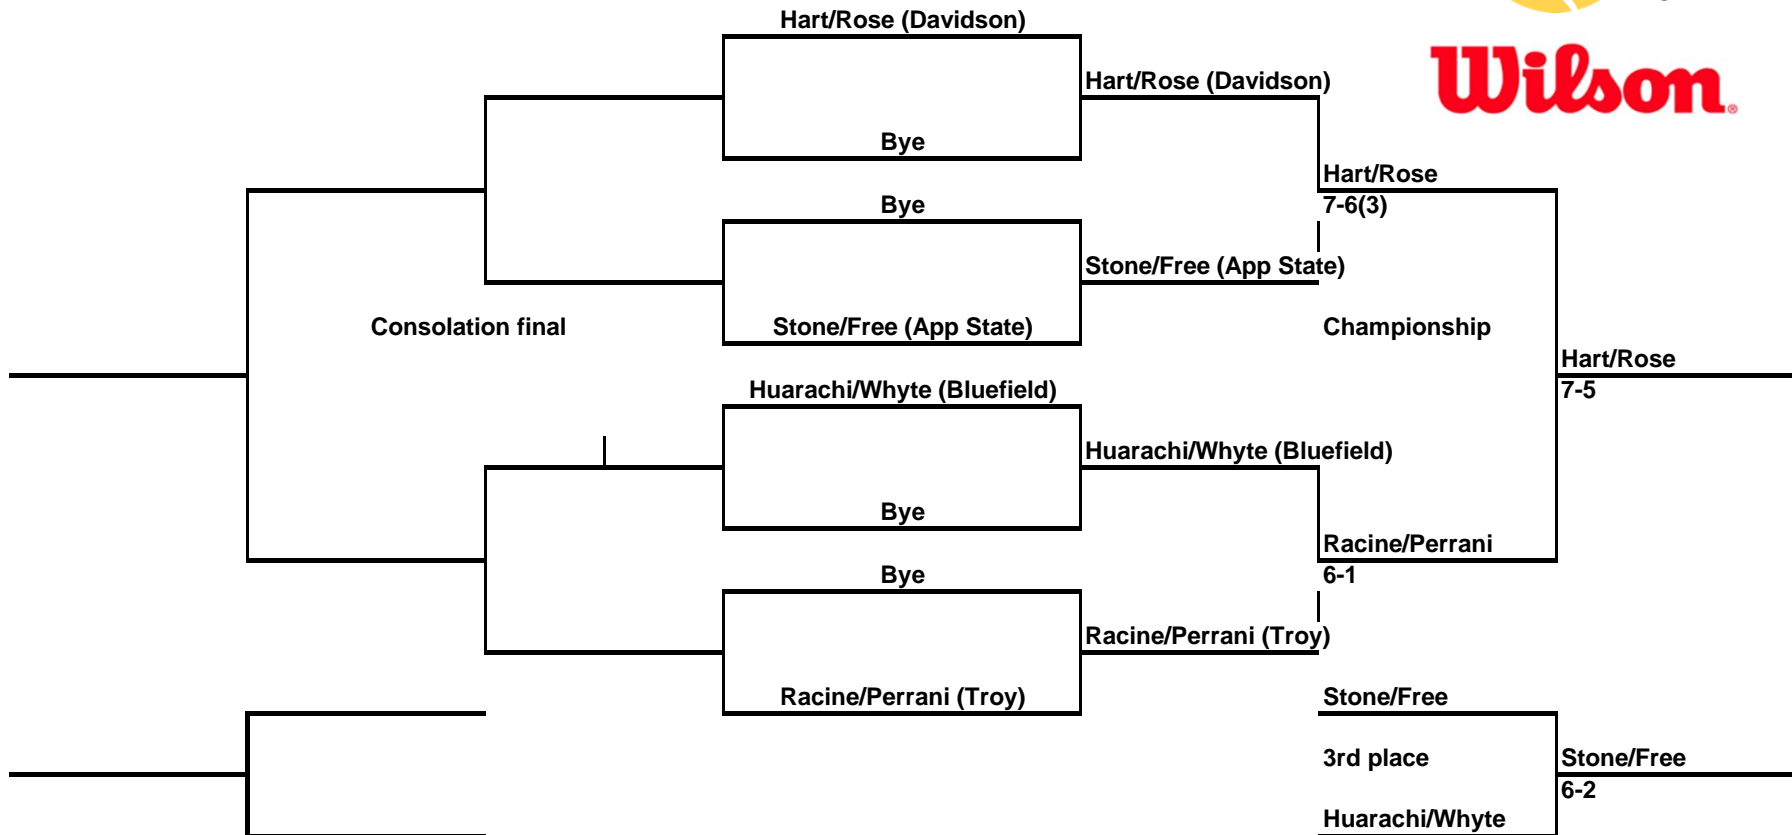 Hart/Rose (Davidson)
Hart/Rose (Davidson)
Wilson
Bye
Hart/Rose
7-6(3)
Bye
Stone/Free (App State)
Consolation final
Stone/Free (App State)
Championship
Hart/Rose
7-5
Huarachi/Whyte (Bluefield)
Huarachi/Whyte (Bluefield)
Bye
Racine/Perrani
6-1
Bye
Racine/Perrani (Troy)
Racine/Perrani (Troy)
Stone/Free
3rd place
Stone/Free
6-2
Huarachi/Whyte